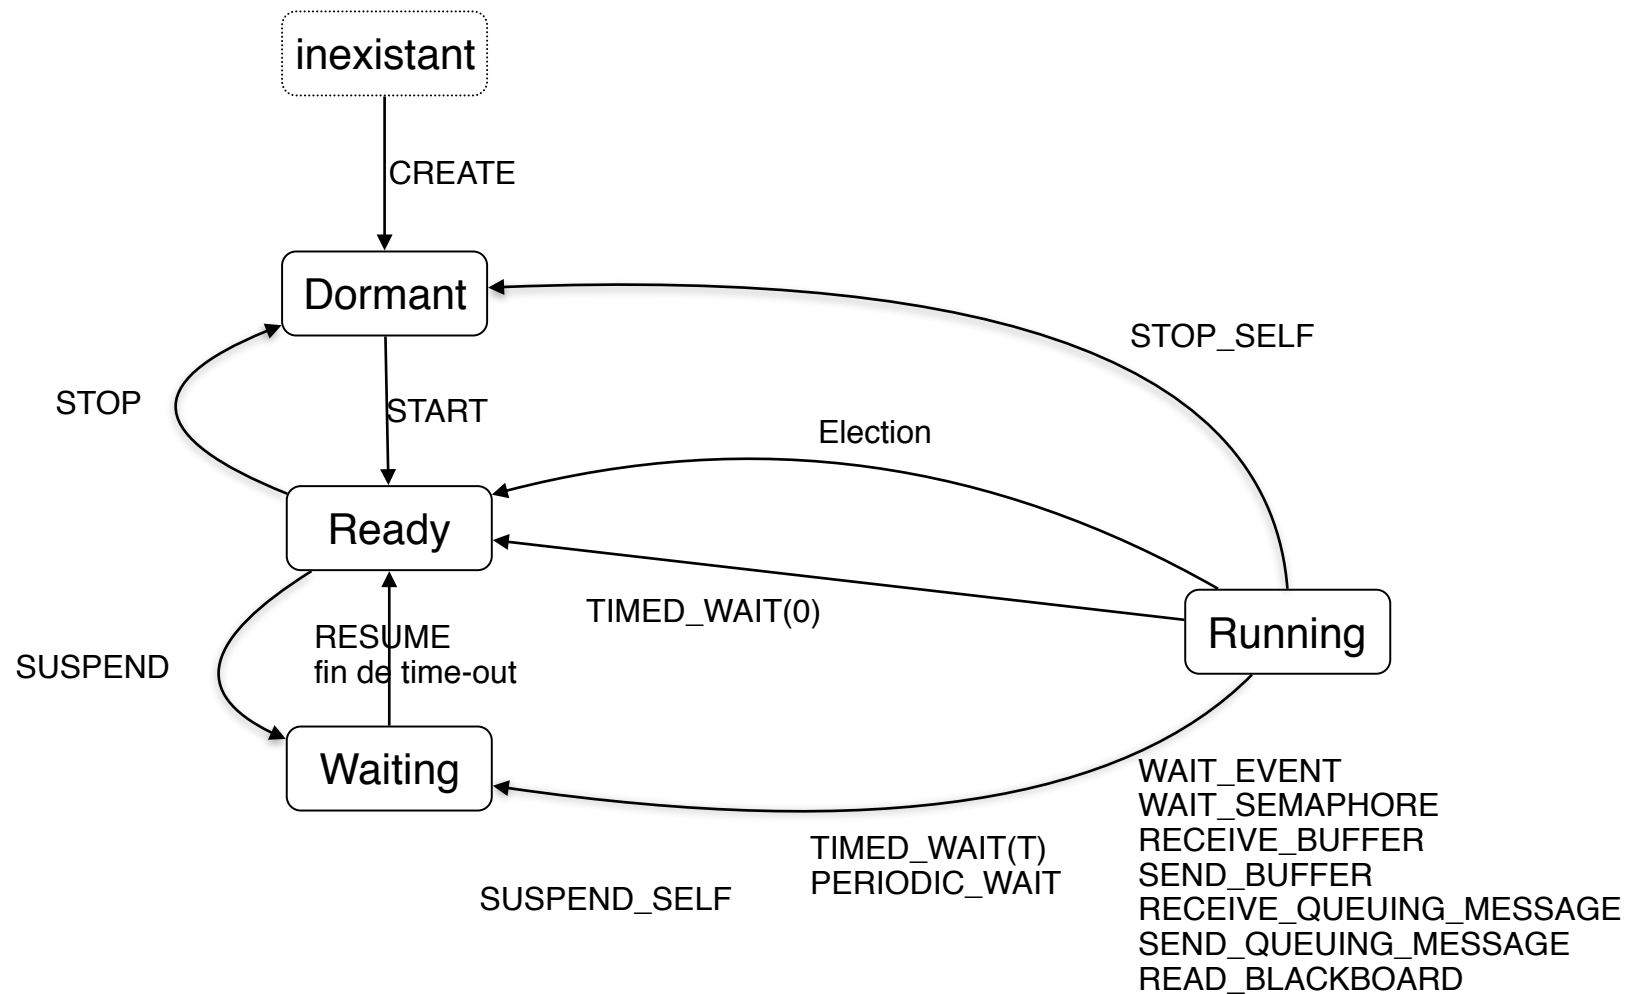 inexistant
CREATE
Dormant
STOP_SELF
STOP
START
Election
Ready
TIMED_WAIT(0)
Running
RESUME
fin de time-out
SUSPEND
Waiting
WAIT_EVENT
WAIT_SEMAPHORE
RECEIVE_BUFFER
SEND_BUFFER
RECEIVE_QUEUING_MESSAGE
SEND_QUEUING_MESSAGE
READ_BLACKBOARD
TIMED_WAIT(T)
PERIODIC_WAIT
SUSPEND_SELF